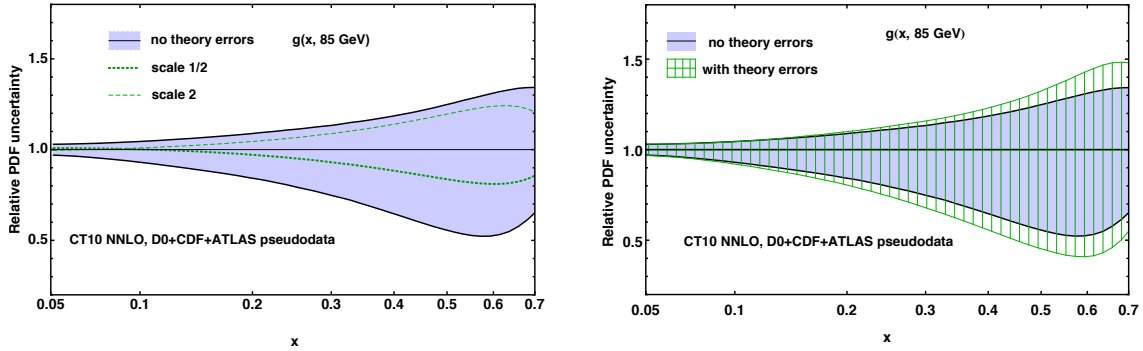 1.5
1.0
0.5
Relative PDF uncertainty
no theory errors
g(x, 85 GeV)
scale 1/2
scale 2
CT10 NNLO, D0+CDF+ATLAS pseudodata
0.05 0.1 0.2 0.3 0.4 0.5 0.6 0.7
x
1.5
1.0
0.5
Relative PDF uncertainty
no theory errors
g(x, 85 GeV)
with theory errors
CT10 NNLO, D0+CDF+ATLAS pseudodata
0.05 0.1 0.2 0.3 0.4 0.5 0.6 0.7
x